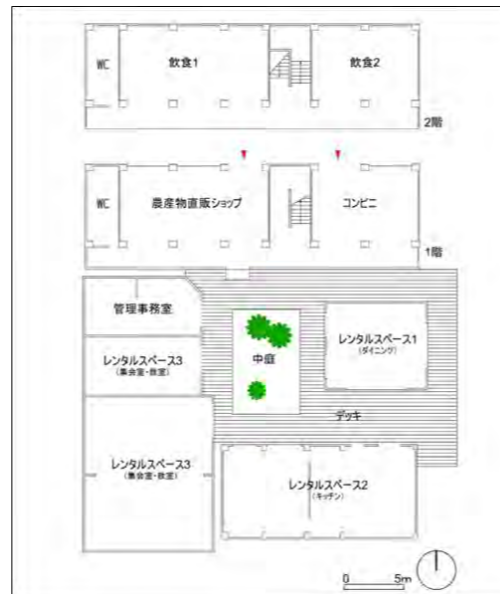 WC
飲食1
飲食2
2階
WC
農産物直販ショップ
コンビニ
1階
管理事務室
レンタルスペース3
(集会室・教室)
中庭
レンタルスペース1
(ダイニング)
デッキ
レンタルスペース3
(集会室・教室)
レンタルスペース2
(キッチン)
0 5m